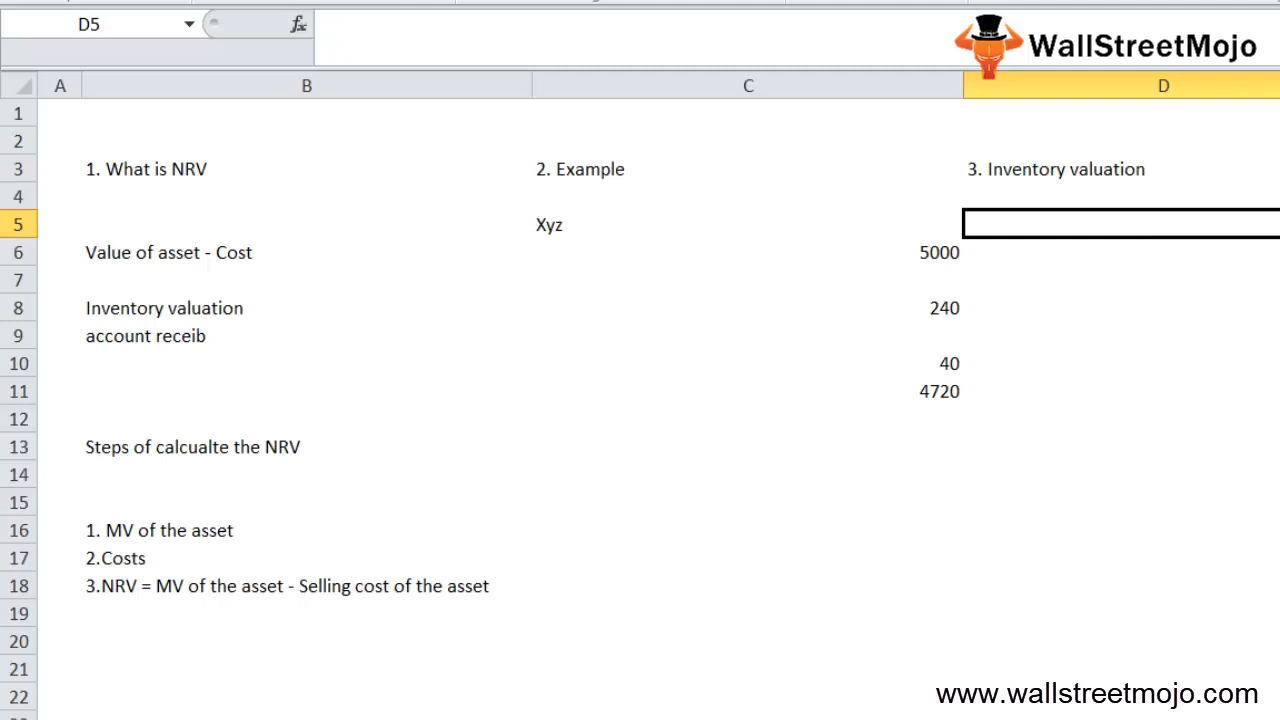 D5 fx
WallStreetMojo
A B C D
1
2
3 1. What is NRV 2. Example 3. Inventory valuation
4
5 Xyz
6 Value of asset - Cost 5000
7
8 Inventory valuation 240
9 account receib
10 40
11 4720
12
13 Steps of calcualte the NRV
14
15
16 1. MV of the asset
17 2.Costs
18 3.NRV = MV of the asset - Selling cost of the asset
19
20
21
22
www.wallstreetmojo.com